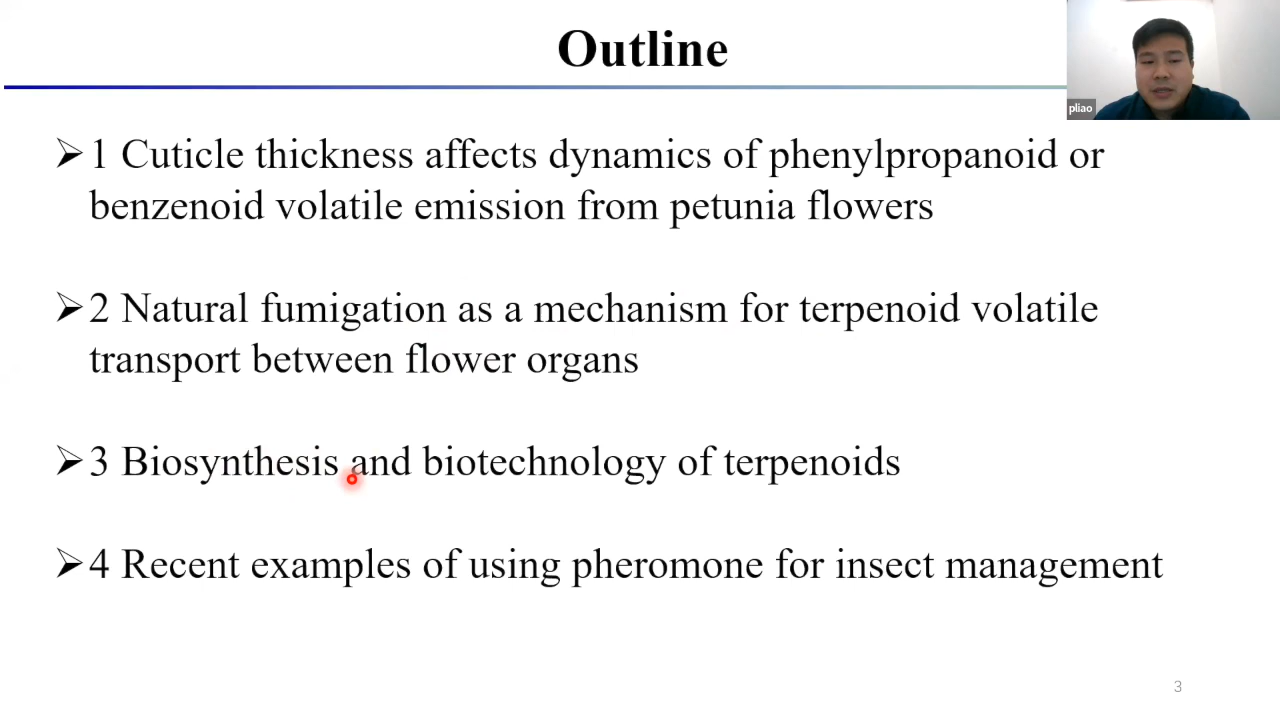 Outline
pliao
➢1 Cuticle thickness affects dynamics of phenylpropanoid or
benzenoid volatile emission from petunia flowers
➢2 Natural fumigation as a mechanism for terpenoid volatile
transport between flower organs
➢3 Biosynthesis and biotechnology of terpenoids
➢4 Recent examples of using pheromone for insect management
3